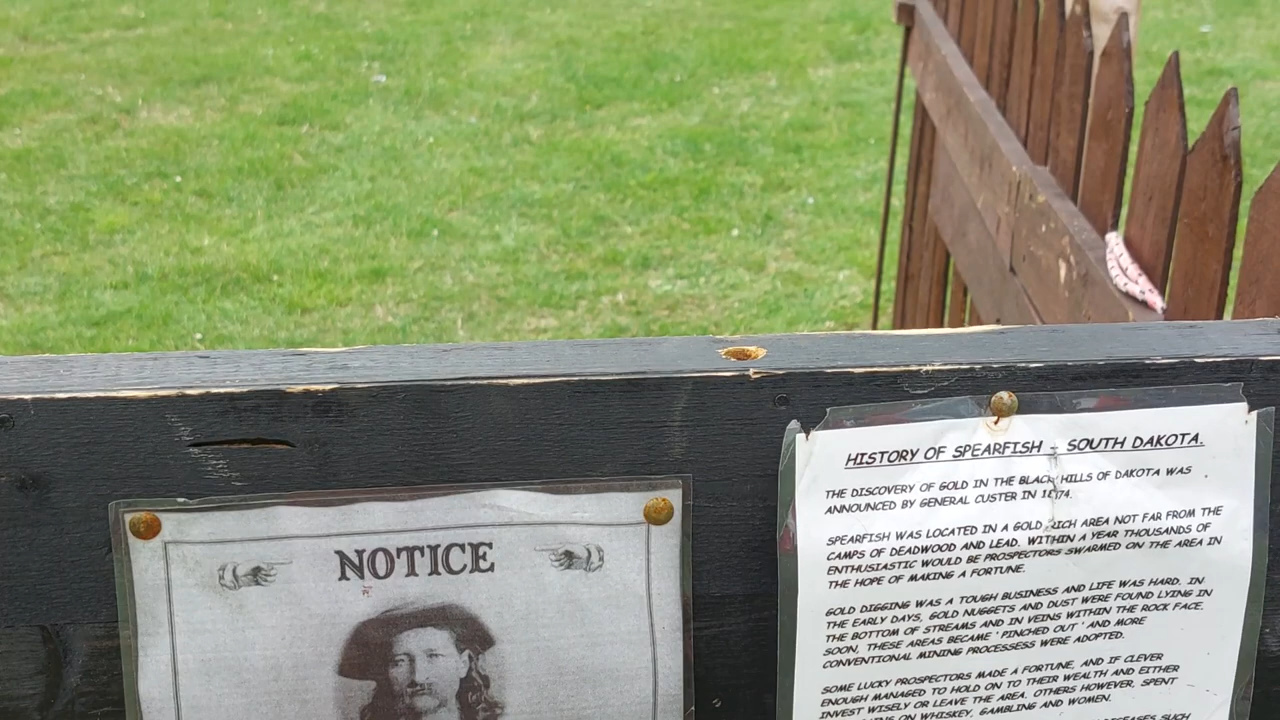 NOTICE
HISTORY OF SPEARFISH - SOUTH DAKOTA.
THE DISCOVERY OF GOLD IN THE BLACK HILLS OF DAKOTA WAS
ANNOUNCED BY GENERAL CUSTER IN 1874.
SPEARFISH WAS LOCATED IN A GOLD RICH AREA NOT FAR FROM THE
CAMPS OF DEADWOOD AND LEAD. WITHIN A YEAR THOUSANDS OF
ENTHUSIASTIC WOULD BE PROSPECTORS SWARMED ON THE AREA IN
THE HOPE OF MAKING A FORTUNE.
GOLD DIGGING WAS A TOUGH BUSINESS AND LIFE WAS HARD. IN
THE EARLY DAYS, GOLD NUGGETS AND DUST WERE FOUND LYING IN
THE BOTTOM OF STREAMS AND IN VEINS WITHIN THE ROCK FACE.
SOON, THESE AREAS BECAME ' PINCHED OUT ' AND MORE
CONVENTIONAL MINING PROCESSESS WERE ADOPTED.
SOME LUCKY PROSPECTORS MADE A FORTUNE, AND IF CLEVER
ENOUGH MANAGED TO HOLD ON TO THEIR WEALTH AND EITHER
INVEST WISELY OR LEAVE THE AREA. OTHERS HOWEVER, SPENT
ON WHISKEY, GAMBLING AND WOMEN.
SUCH